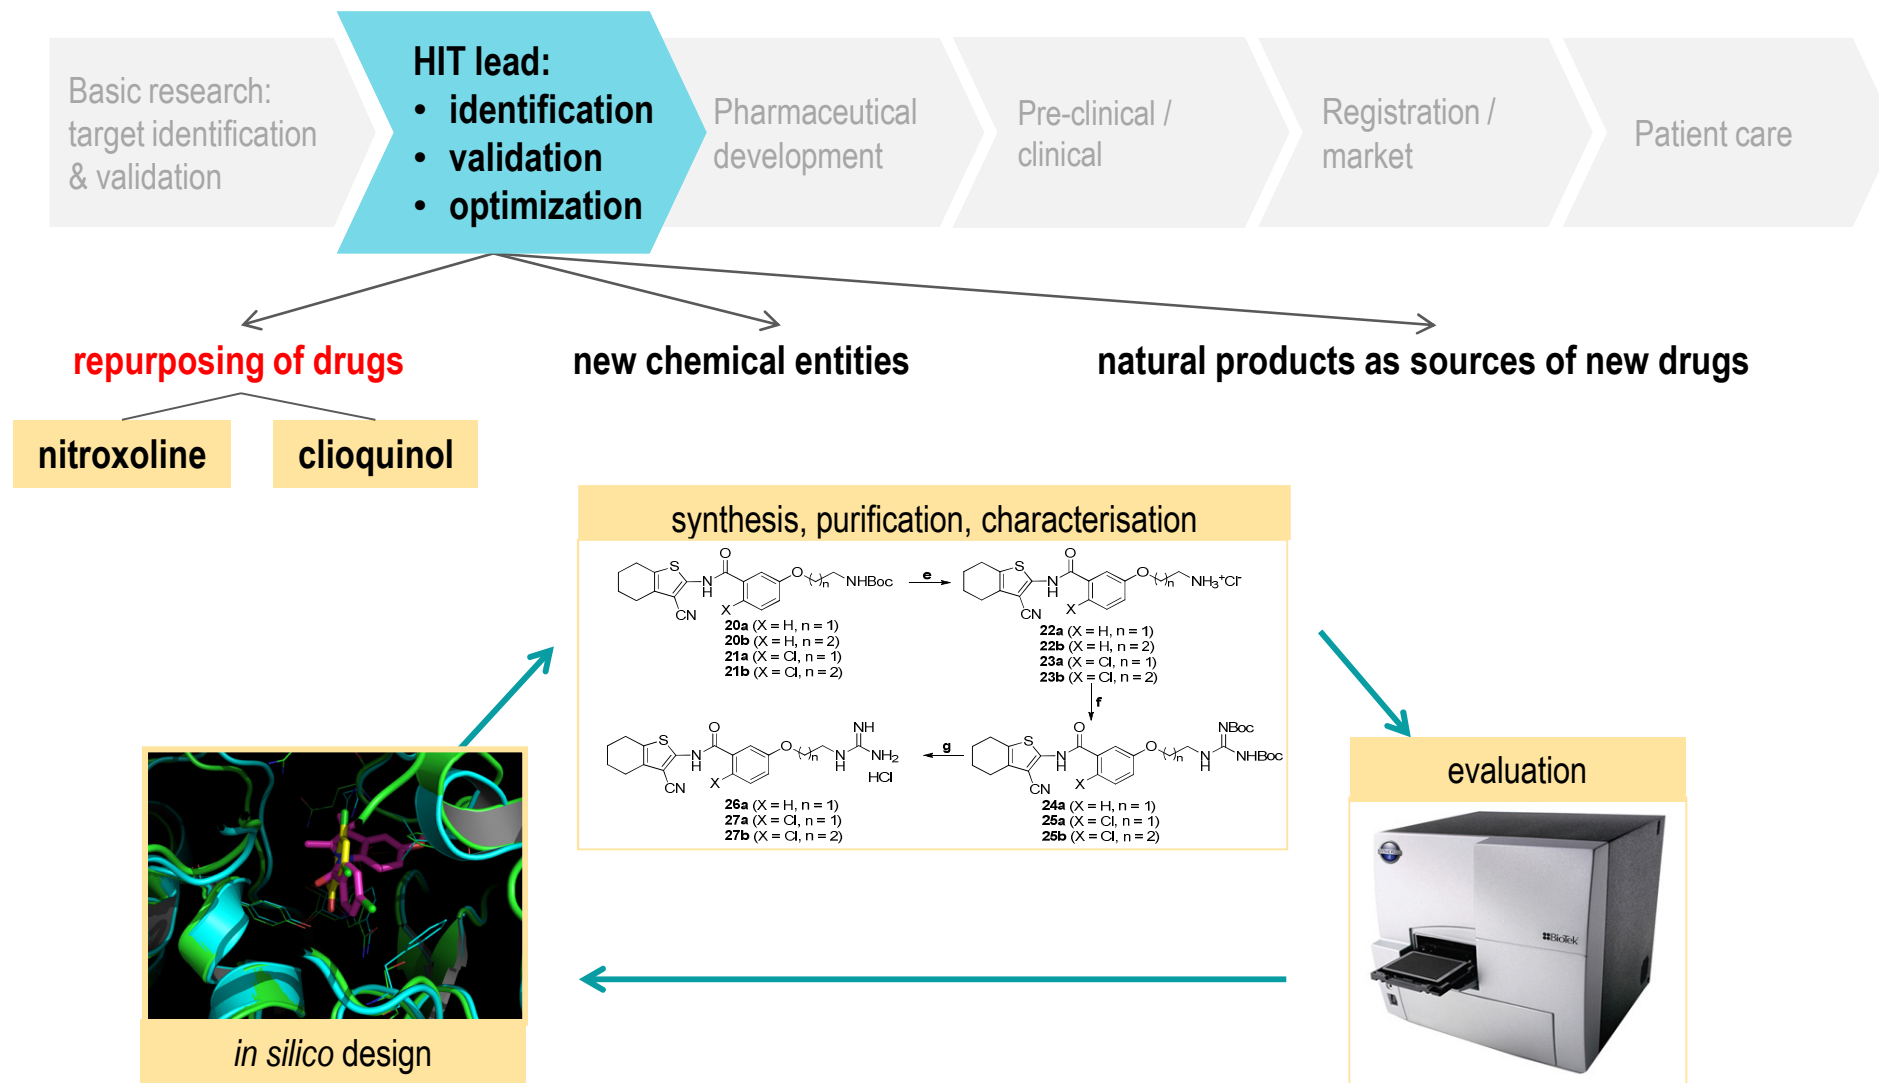 Basic research:
target identification
& validation
HIT lead:
• identification
• validation
• optimization
Pharmaceutical
development
Pre-clinical /
clinical
Registration /
market
Patient care
repurposing of drugs
new chemical entities
natural products as sources of new drugs
nitroxoline
clioquinol
synthesis, purification, characterisation
S
N
H
O
CN
X
O
n
NHBoc
20a (X = H, n = 1)
20b (X = H, n = 2)
21a (X = Cl, n = 1)
21b (X = Cl, n = 2)
e
S
N
H
O
CN
X
O
n
NH3+Cl-
22a (X = H, n = 1)
22b (X = H, n = 2)
23a (X = Cl, n = 1)
23b (X = Cl, n = 2)
f
S
N
H
O
CN
X
O
n
N
H
NH
NH2
HCl
26a (X = H, n = 1)
27a (X = Cl, n = 1)
27b (X = Cl, n = 2)
g
S
N
H
O
CN
X
O
n
N
H
NBoc
NHBoc
24a (X = H, n = 1)
25a (X = Cl, n = 1)
25b (X = Cl, n = 2)
evaluation
BioTek
in silico design